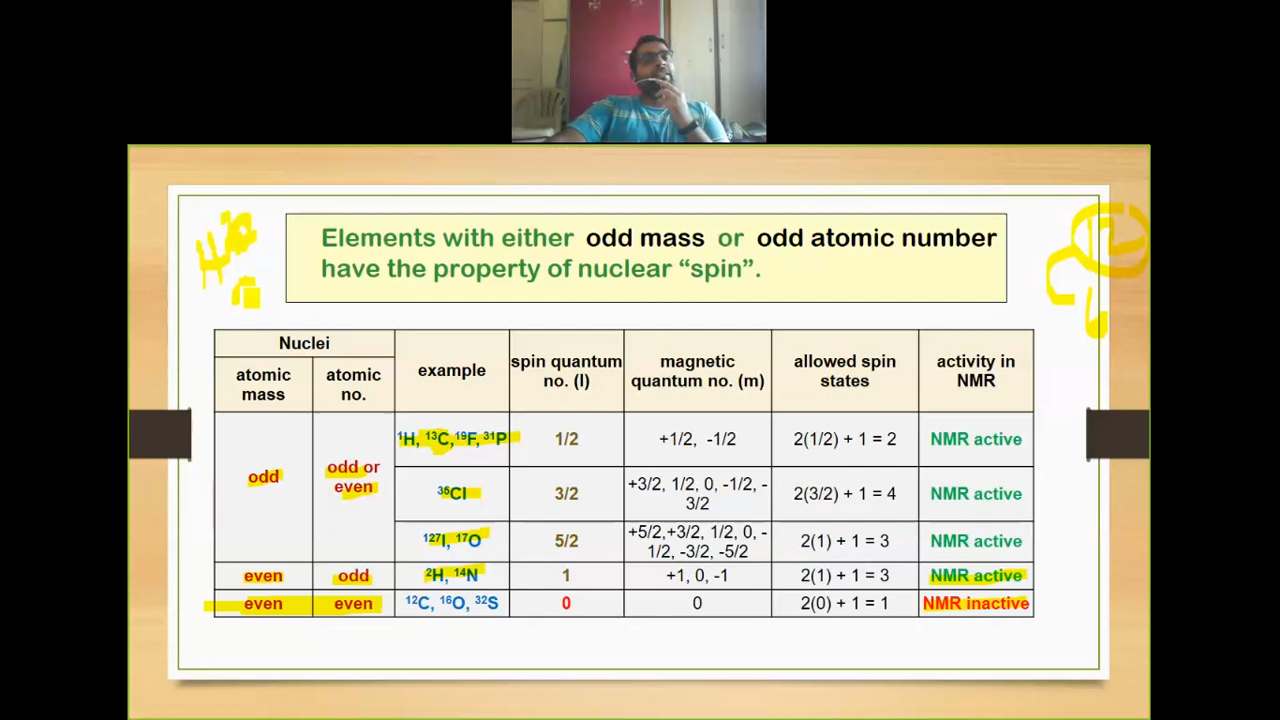 Elements with either odd mass or odd atomic number
have the property of nuclear “spin”.
Nuclei
atomic
mass
atomic
no.
example
spin quantum
no. (I)
magnetic
quantum no. (m)
allowed spin
states
activity in
NMR
odd
odd or
even
¹H, ¹³C,¹⁹F, ³¹P
1/2
+1/2, -1/2
2(1/2) + 1 = 2
NMR active
³⁵Cl
3/2
+3/2, 1/2, 0, -1/2, -
3/2
2(3/2) + 1 = 4
NMR active
¹²⁷I, ¹⁷O
5/2
+5/2,+3/2, 1/2, 0, -
1/2, -3/2, -5/2
2(1) + 1 = 3
NMR active
even
odd
²H, ¹⁴N
1
+1, 0, -1
2(1) + 1 = 3
NMR active
even
even
¹²C, ¹⁶O, ³²S
0
0
2(0) + 1 = 1
NMR inactive